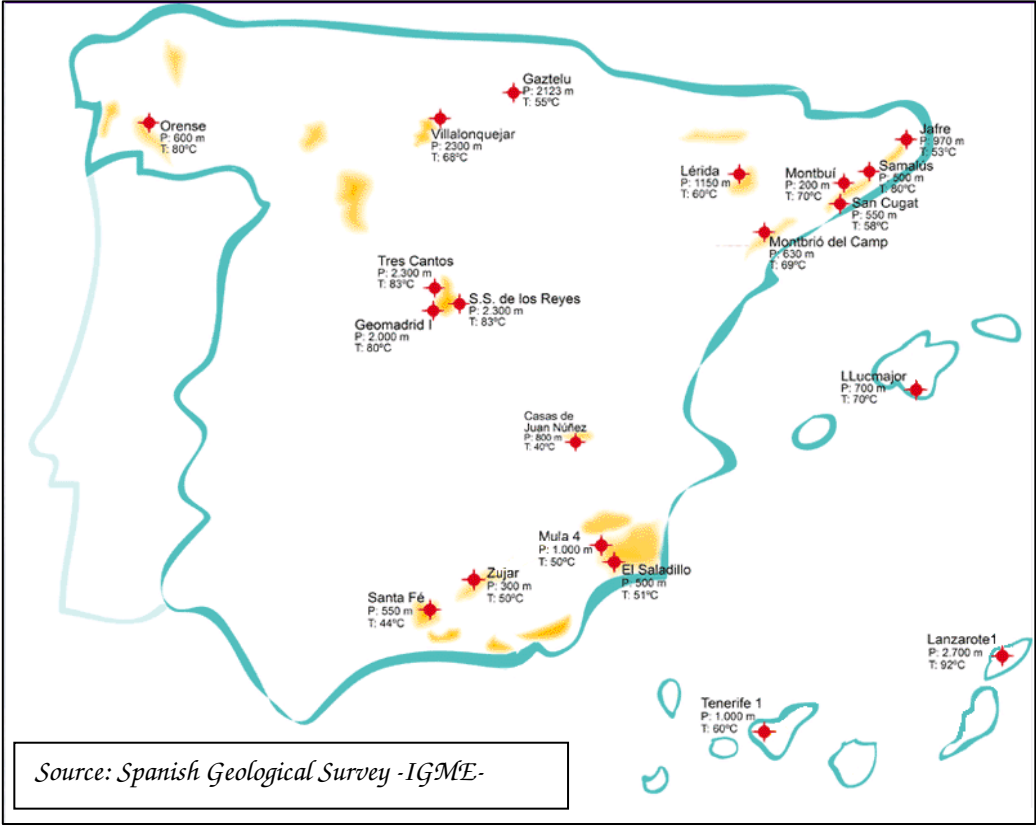 Gaztelu
P: 2123 m
T: 55ºC
Orense
P: 600 m
T: 80ºC
Villalonquejar
P: 2300 m
T: 68ºC
Jafre
P: 970 m
T: 53ºC
Lérida
P: 1150 m
T: 60ºC
Montbuí
P: 200 m
T: 70ºC
Samalús
P: 500 m
T: 80ºC
San Cugat
P: 550 m
T: 58ºC
Montbrió del Camp
P: 630 m
T: 69ºC
Tres Cantos
P: 2.300 m
T: 83ºC
S.S. de los Reyes
P: 2.300 m
T: 83ºC
Geomadrid I
P: 2.000 m
T: 80ºC
LLucmajor
P: 700 m
T: 70ºC
Casas de
Juan Núñez
P: 800 m
T: 40ºC
Mula 4
P: 1.000 m
T: 50ºC
El Saladillo
P: 500 m
T: 51ºC
Zujar
P: 300 m
T: 50ºC
Santa Fé
P: 550 m
T: 44ºC
Lanzarote1
P: 2.700 m
T: 92ºC
Tenerife 1
P: 1.000 m
T: 60ºC
Source: Spanish Geological Survey -IGME-